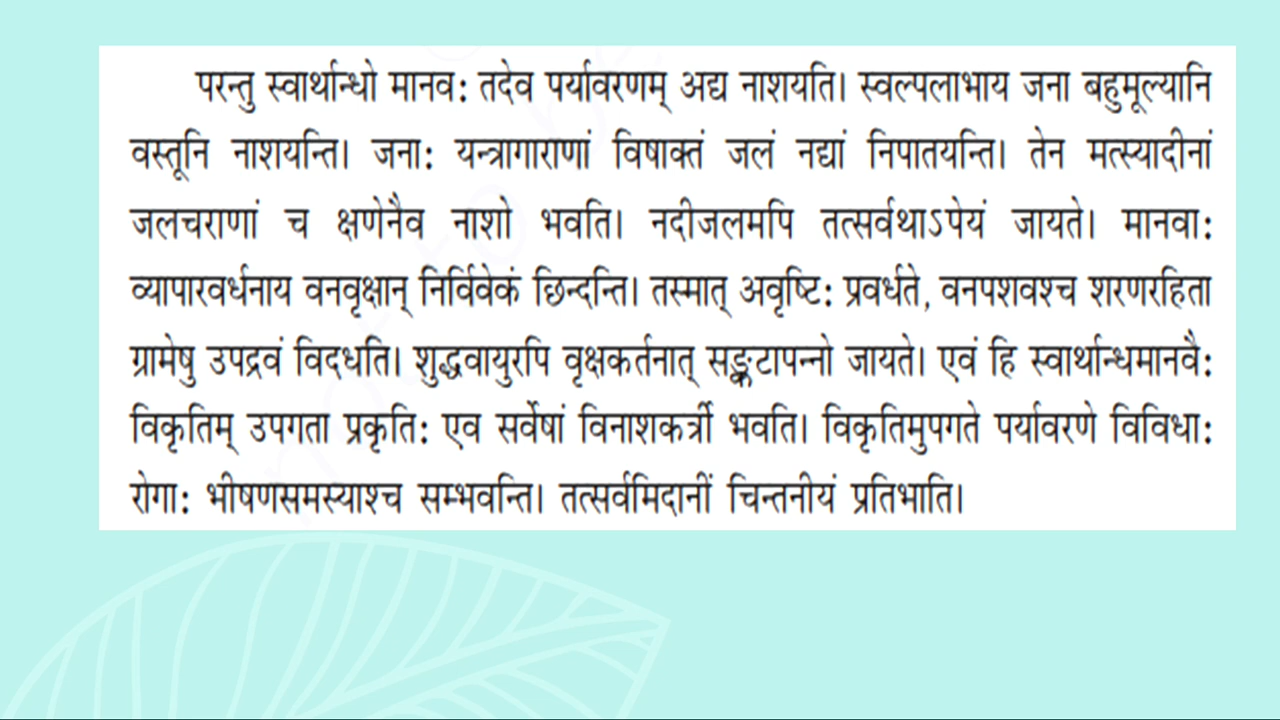 परन्तु स्वार्थान्धो मानव: तदेव पर्यावरणम् अद्य नाशयति। स्वल्पलाभाय जना बहुमूल्यानि
वस्तूनि नाशयन्ति। जना: यन्त्रागाराणां विषाक्तं जलं नद्यां निपातयन्ति। तेन मत्स्यादीनां
जलचराणां च क्षणेनैव नाशो भवति। नदीजलमपि तत्सर्वथाऽपेयं जायते। मानवा:
व्यापारवर्धनाय वनवृक्षान् निर्विवेकं छिन्दन्ति। तस्मात् अवृष्टि: प्रवर्धते, वनपशवश्च शरणरहिता
ग्रामेषु उपद्रवं विदधति। शुद्धवायुरपि वृक्षकर्तनात् सङ्कटापन्नो जायते। एवं हि स्वार्थान्धमानवै:
विकृतिम् उपगता प्रकृति: एव सर्वेषां विनाशकर्त्री भवति। विकृतिमुपगते पर्यावरणे विविधा:
रोगा: भीषणसमस्याश्च सम्भवन्ति। तत्सर्वमिदानीं चिन्तनीयं प्रतिभाति।